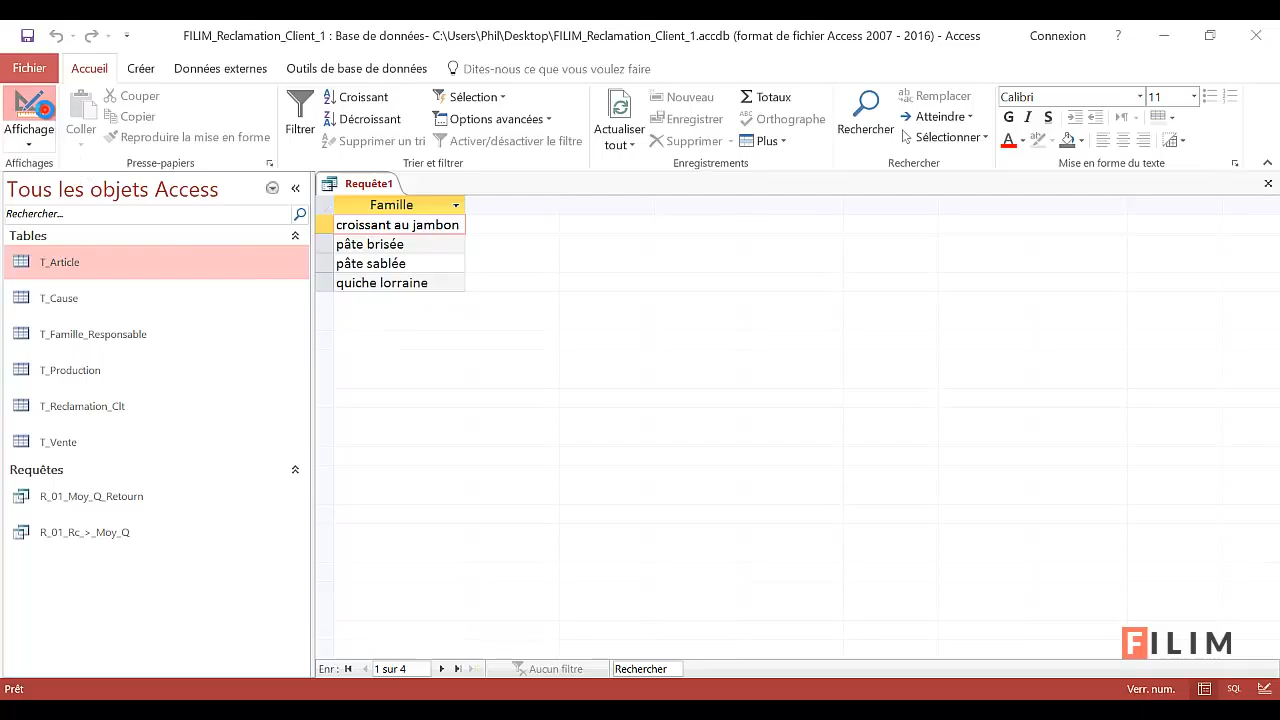 FILIM_Reclamation_Client_1 : Base de données- C:\Users\Phil\Desktop\FILIM_Reclamation_Client_1.accdb (format de fichier Access 2007 - 2016) - Access
Connexion
?
Fichier
Accueil
Créer
Données externes
Outils de base de données
Dites-nous ce que vous voulez faire
Affichage
Affichages
Coller
Couper
Copier
Reproduire la mise en forme
Presse-papiers
Filtrer
Croissant
Décroissant
Supprimer un tri
Sélection
Options avancées
Activer/désactiver le filtre
Trier et filtrer
Actualiser
tout
Nouveau
Enregistrer
Supprimer
Totaux
Orthographe
Plus
Enregistrements
Rechercher
Remplacer
Atteindre
Sélectionner
Rechercher
Calibri
11
G I S
A
Mise en forme du texte
Tous les objets Access
Rechercher...
Tables
T_Article
T_Cause
T_Famille_Responsable
T_Production
T_Reclamation_Clt
T_Vente
Requêtes
R_01_Moy_Q_Retourn
R_01_Rc_>_Moy_Q
Requête1
Famille
croissant au jambon
pâte brisée
pâte sablée
quiche lorraine
FILIM
Enr :
1 sur 4
Aucun filtre
Rechercher
Prêt
Verr. num.
SQL